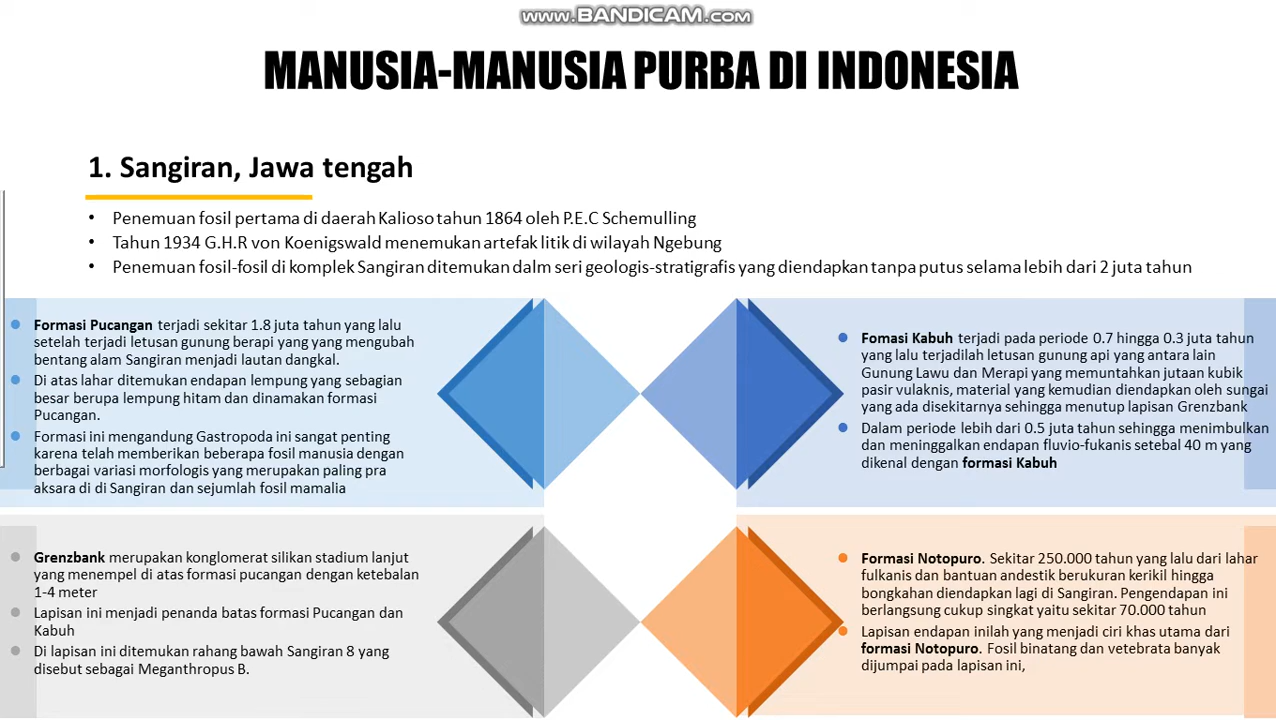 www.BANDICAM.com
MANUSIA-MANUSIA PURBA DI INDONESIA
1. Sangiran, Jawa tengah
• Penemuan fosil pertama di daerah Kalioso tahun 1864 oleh P.E.C Schemulling
• Tahun 1934 G.H.R von Koenigswald menemukan artefak litik di wilayah Ngebung
• Penemuan fosil-fosil di komplek Sangiran ditemukan dalm seri geologis-stratigrafis yang diendapkan tanpa putus selama lebih dari 2 juta tahun
Formasi Pucangan terjadi sekitar 1.8 juta tahun yang lalu
setelah terjadi letusan gunung berapi yang yang mengubah
bentang alam Sangiran menjadi lautan dangkal.
Di atas lahar ditemukan endapan lempung yang sebagian
besar berupa lempung hitam dan dinamakan formasi
Pucangan.
Formasi ini mengandung Gastropoda ini sangat penting
karena telah memberikan beberapa fosil manusia dengan
berbagai variasi morfologis yang merupakan paling pra
aksara di di Sangiran dan sejumlah fosil mamalia
Fomasi Kabuh terjadi pada periode 0.7 hingga 0.3 juta tahun
yang lalu terjadilah letusan gunung api yang antara lain
Gunung Lawu dan Merapi yang memuntahkan jutaan kubik
pasir vulaknis, material yang kemudian diendapkan oleh sungai
yang ada disekitarnya sehingga menutup lapisan Grenzbank
Dalam periode lebih dari 0.5 juta tahun sehingga menimbulkan
dan meninggalkan endapan fluvio-fukanis setebal 40 m yang
dikenal dengan formasi Kabuh
Grenzbank merupakan konglomerat silikan stadium lanjut
yang menempel di atas formasi pucangan dengan ketebalan
1-4 meter
Lapisan ini menjadi penanda batas formasi Pucangan dan
Kabuh
Di lapisan ini ditemukan rahang bawah Sangiran 8 yang
disebut sebagai Meganthropus B.
Formasi Notopuro. Sekitar 250.000 tahun yang lalu dari lahar
fulkanis dan bantuan andestik berukuran kerikil hingga
bongkahan diendapkan lagi di Sangiran. Pengendapan ini
berlangsung cukup singkat yaitu sekitar 70.000 tahun
Lapisan endapan inilah yang menjadi ciri khas utama dari
formasi Notopuro. Fosil binatang dan vetebrata banyak
dijumpai pada lapisan ini,